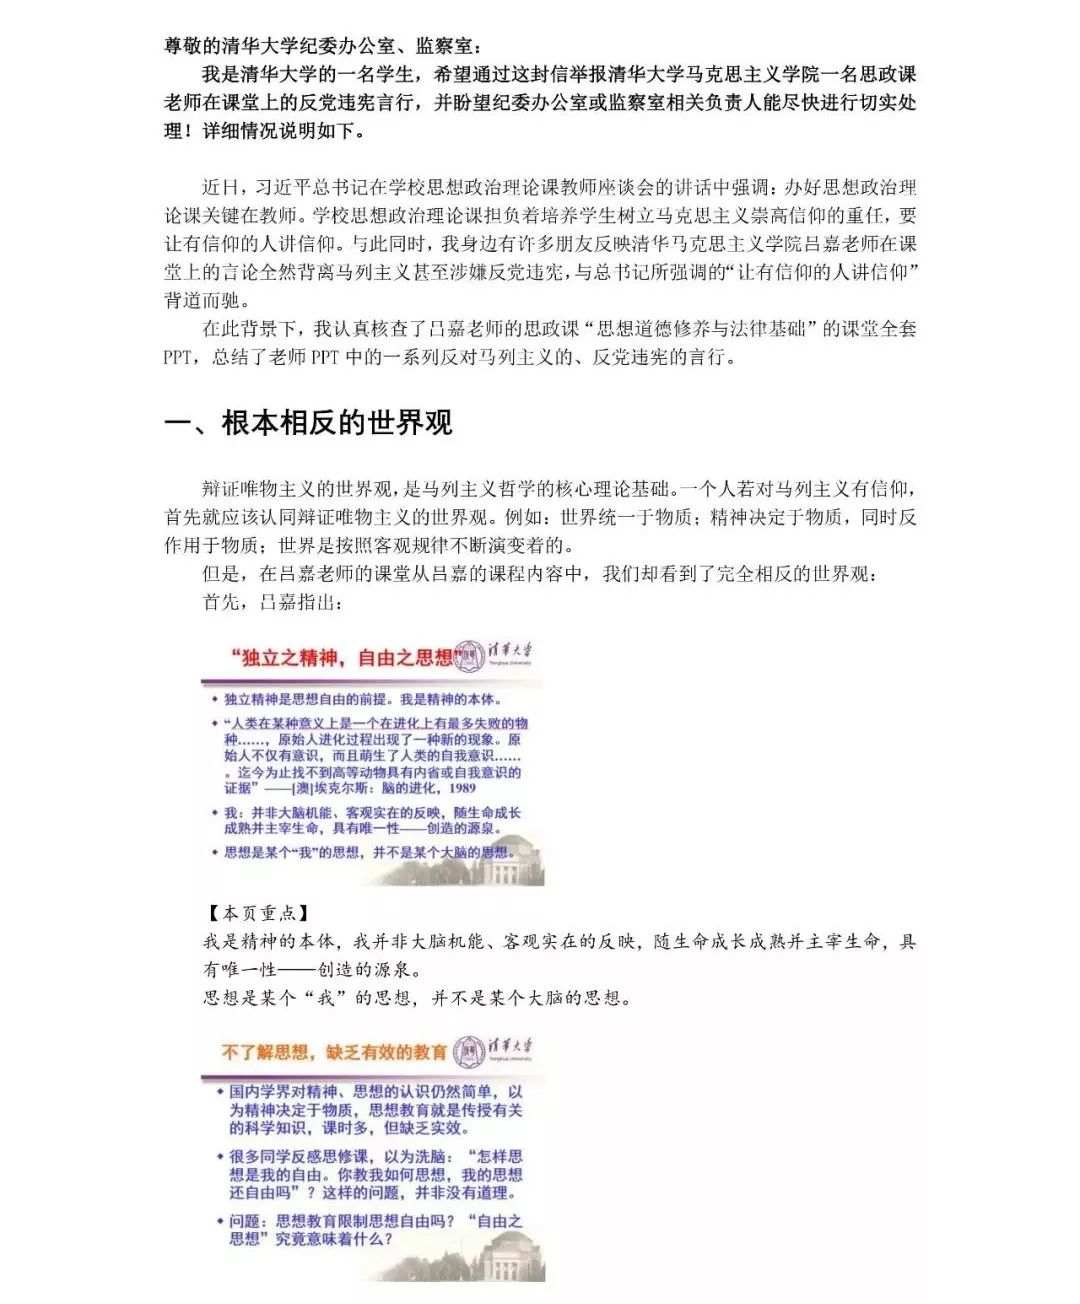 尊敬的清华大学纪委办公室、监察室：
我是清华大学的一名学生，希望通过这封信举报清华大学马克思主义学院一名思政课
老师在课堂上的反党违宪言行，并盼望纪委办公室或监察室相关负责人能尽快进行切实处
理！详细情况说明如下。
近日，习近平总书记在学校思想政治理论课教师座谈会的讲话中强调：办好思想政治理
论课关键在教师。学校思想政治理论课担负着培养学生树立马克思主义崇高信仰的重任，要
让有信仰的人讲信仰。与此同时，我身边有许多朋友反映清华马克思主义学院吕嘉老师在课
堂上的言论全然背离马列主义甚至涉嫌反党违宪，与总书记所强调的“让有信仰的人讲信仰”
背道而驰。
在此背景下，我认真核查了吕嘉老师的思政课“思想道德修养与法律基础”的课堂全套
PPT，总结了老师 PPT 中的一系列反对马列主义的、反党违宪的言行。
一、根本相反的世界观
辩证唯物主义的世界观，是马列主义哲学的核心理论基础。一个人若对马列主义有信仰，
首先就应该认同辩证唯物主义的世界观。例如：世界统一于物质；精神决定于物质，同时反
作用于物质；世界是按照客观规律不断演变着的。
但是，在吕嘉老师的课堂从吕嘉的课程内容中，我们却看到了完全相反的世界观：
首先，吕嘉指出：
“独立之精神，自由之思想”
清华大学
Tsinghua University
独立精神是思想自由的前提。我是精神的本体。
“人类在某种意义上是一个在进化上有最多失败的物
种……，原始人进化过程出现了一种新的现象。原
始人不仅有意识，而且萌生了人类的自我意识……
。迄今为止找不到高等动物具有内省或自我意识的
证据”——[澳]埃克尔斯：脑的进化，1989
我：并非大脑机能、客观实在的反映，随生命成长
成熟并主宰生命，具有唯一性——创造的源泉。
思想是某个“我”的思想，并不是某个大脑的思想。
【本页重点】
我是精神的本体，我并非大脑机能、客观实在的反映，随生命成长成熟并主宰生命，具
有唯一性——创造的源泉。
思想是某个“我”的思想，并不是某个大脑的思想。
不了解思想，缺乏有效的教育
清华大学
Tsinghua University
国内学界对精神、思想的认识仍然简单，以
为精神决定于物质，思想教育就是传授有关
的科学知识，课时多，但缺乏实效。
很多同学反感思修课，以为洗脑：“怎样思
想是我的自由。你教我如何思想，我的思想
还自由吗”？这样的问题，并非没有道理。
问题：思想教育限制思想自由吗？“自由之
思想”究竟意味着什么？